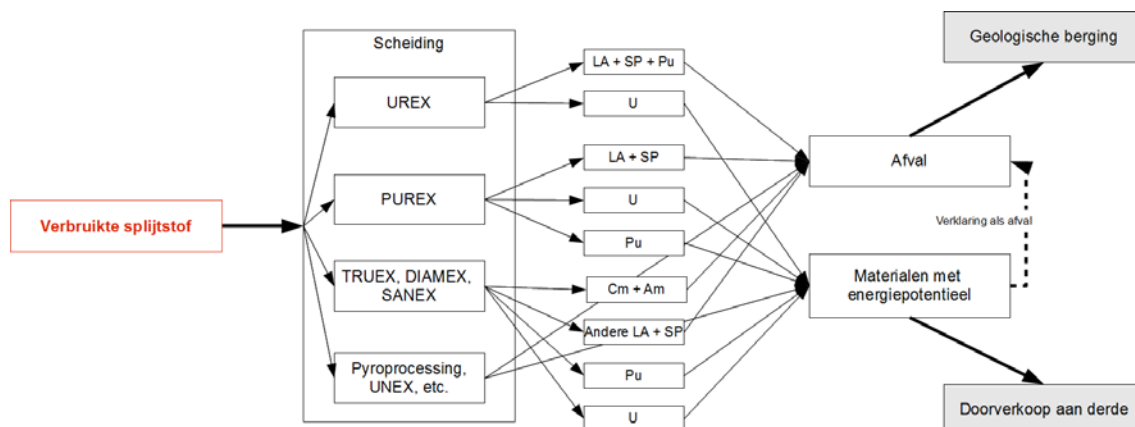 Geologische berging
Scheiding
LA + SP + Pu
UREX
U
Afval
LA + SP
PUREX
U
Verbruikte splijtstof
Verklaring als afval
Pu
TRUEX, DIAMEX,
SANEX
Cm + Am
Materialen met
energiepotentieel
Andere LA + SP
Pyroprocessing,
UNEX, etc.
Pu
U
Doorverkoop aan derde